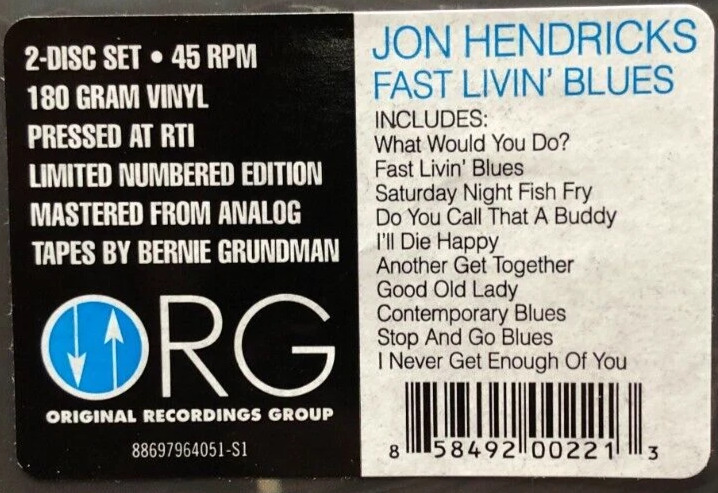 2-DISC SET • 45 RPM
180 GRAM VINYL
PRESSED AT RTI
LIMITED NUMBERED EDITION
MASTERED FROM ANALOG
TAPES BY BERNIE GRUNDMAN
ORG
ORIGINAL RECORDINGS GROUP
88697964051-S1
JON HENDRICKS
FAST LIVIN' BLUES
INCLUDES:
What Would You Do?
Fast Livin' Blues
Saturday Night Fish Fry
Do You Call That A Buddy
I'll Die Happy
Another Get Together
Good Old Lady
Contemporary Blues
Stop And Go Blues
I Never Get Enough Of You
8 58492 00221 3